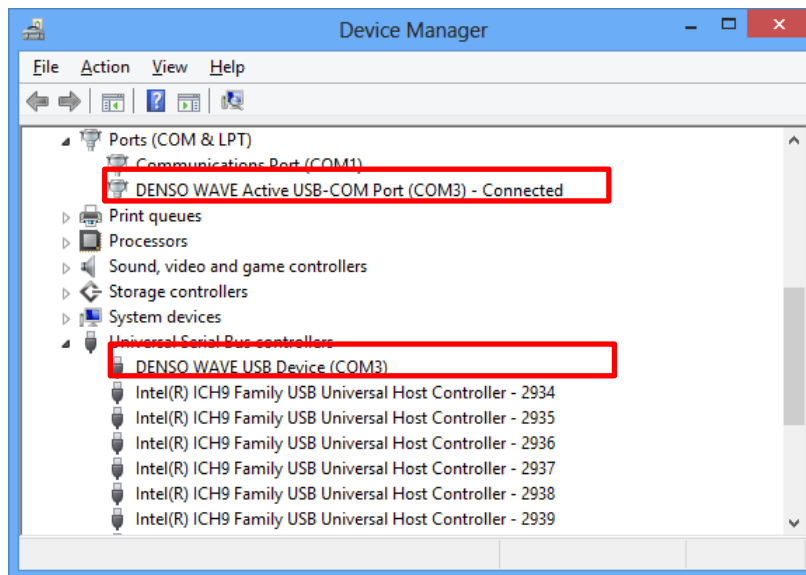 Device Manager
File Action View Help
Ports (COM & LPT)
Communications Port (COM1)
DENSO WAVE Active USB-COM Port (COM3) - Connected
Print queues
Processors
Sound, video and game controllers
Storage controllers
System devices
Universal Serial Bus controllers
DENSO WAVE USB Device (COM3)
Intel(R) ICH9 Family USB Universal Host Controller - 2934
Intel(R) ICH9 Family USB Universal Host Controller - 2935
Intel(R) ICH9 Family USB Universal Host Controller - 2936
Intel(R) ICH9 Family USB Universal Host Controller - 2937
Intel(R) ICH9 Family USB Universal Host Controller - 2938
Intel(R) ICH9 Family USB Universal Host Controller - 2939